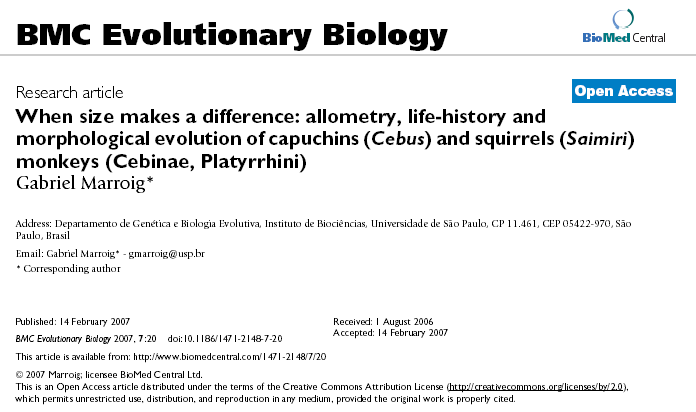 BMC Evolutionary Biology
BioMed Central
Research article
Open Access
When size makes a difference: allometry, life-history and
morphological evolution of capuchins (Cebus) and squirrels (Saimiri)
monkeys (Cebinae, Platyrrhini)
Gabriel Marroig*
Address: Departamento de Genética e Biologia Evolutiva, Instituto de Biociências, Universidade de São Paulo, CP 11.461, CEP 05422-970, São
Paulo, Brasil
Email: Gabriel Marroig* - gmarroig@usp.br
* Corresponding author
Published: 14 February 2007
BMC Evolutionary Biology 2007, 7:20 doi:10.1186/1471-2148-7-20
Received: 1 August 2006
Accepted: 14 February 2007
This article is available from: http://www.biomedcentral.com/1471-2148/7/20
© 2007 Marroig; licensee BioMed Central Ltd.
This is an Open Access article distributed under the terms of the Creative Commons Attribution License (http://creativecommons.org/licenses/by/2.0),
which permits unrestricted use, distribution, and reproduction in any medium, provided the original work is properly cited.